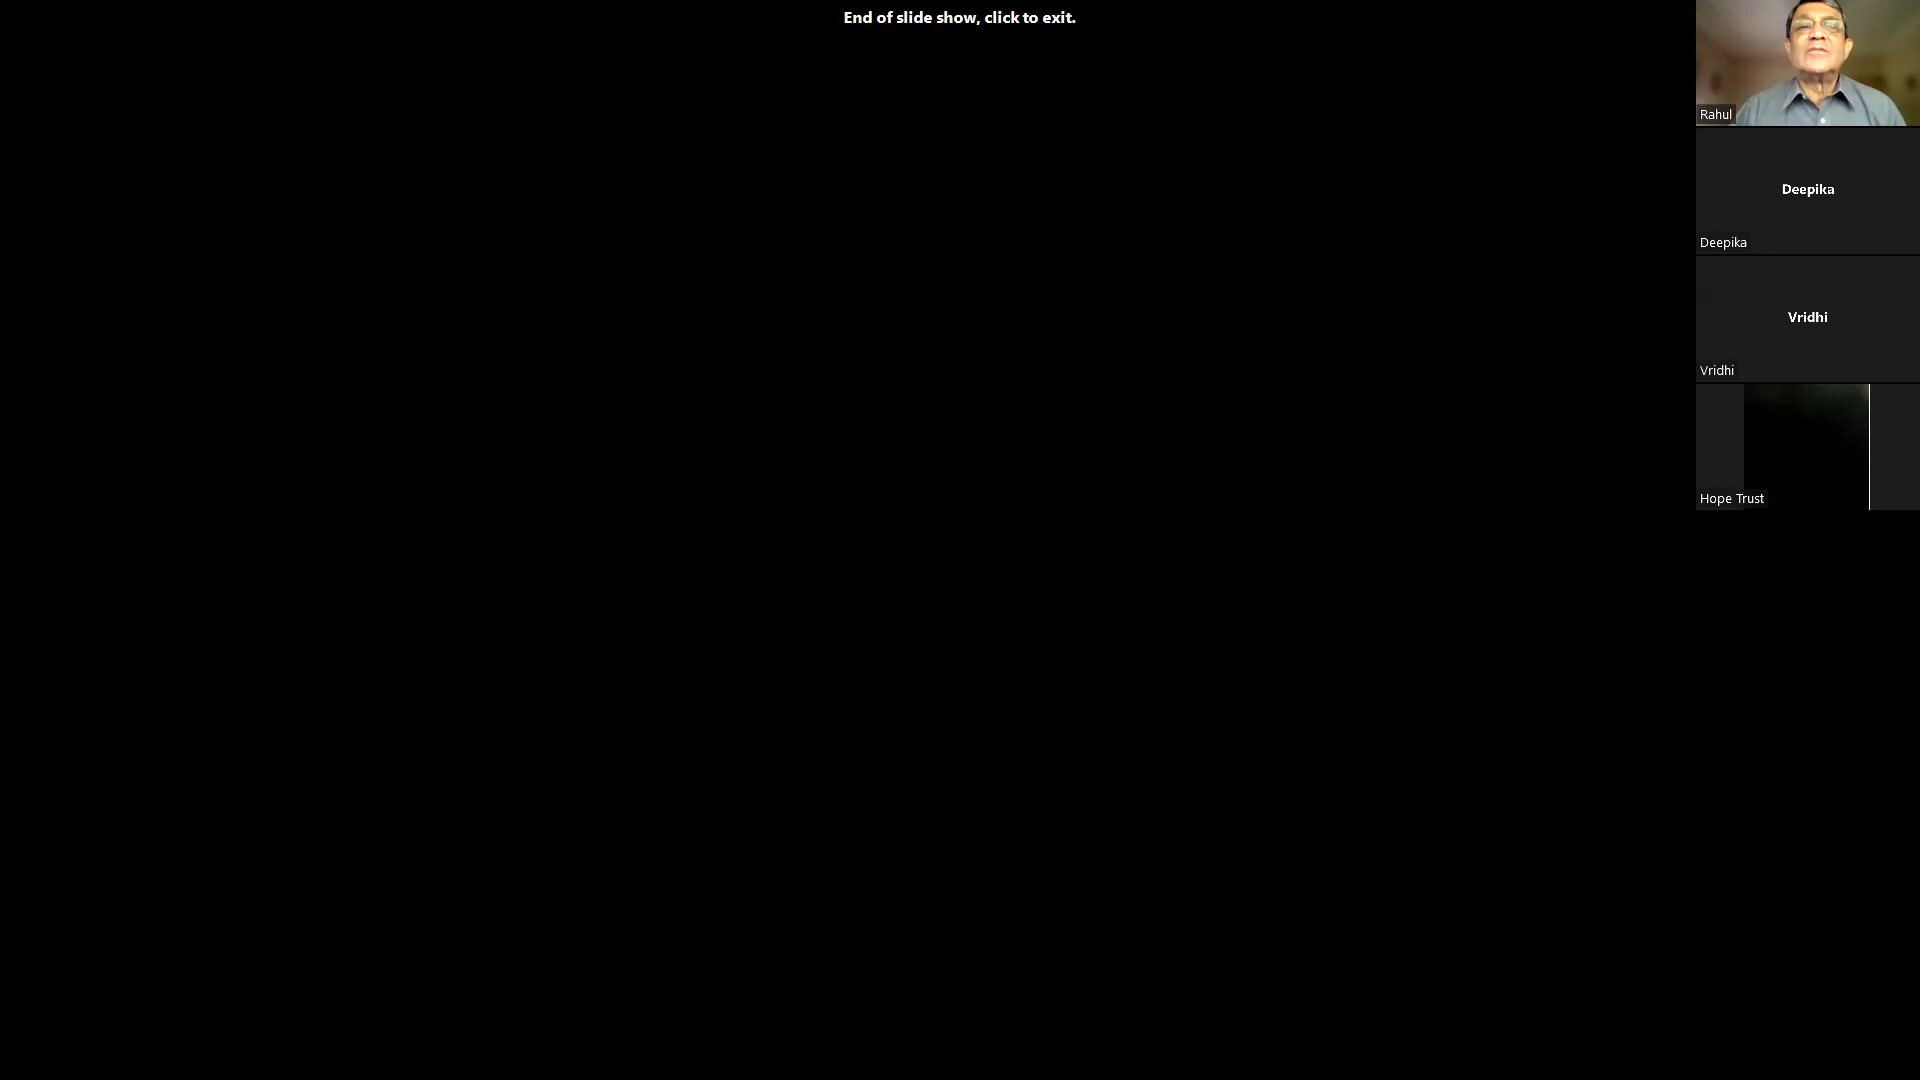 End of slide show, click to exit.
Rahul
Deepika
Deepika
Vridhi
Vridhi
Hope Trust